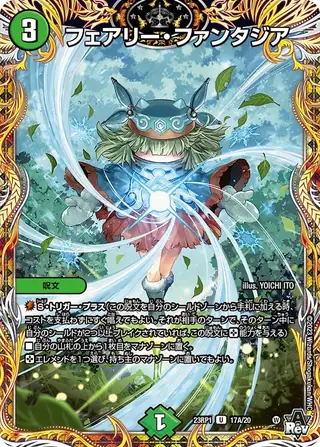 3
フェアリー・ファンタジア
illus. YOICHI ITO
呪文
S・トリガー・プラス(この呪文を自分のシールドゾーンから手札に加える時、
コストを支払わずにすぐ唱えてもよい。それが相手のターンで、そのターン中に
自分のシールドが2つ以上ブレイクされていれば、この呪文に能力を与える)
自分の山札の上から1枚目をマナゾーンに置く。
エレメントを1つ選び、持ち主のマナゾーンに置いてもよい。
1
23RP1 U 17A/20
Rev